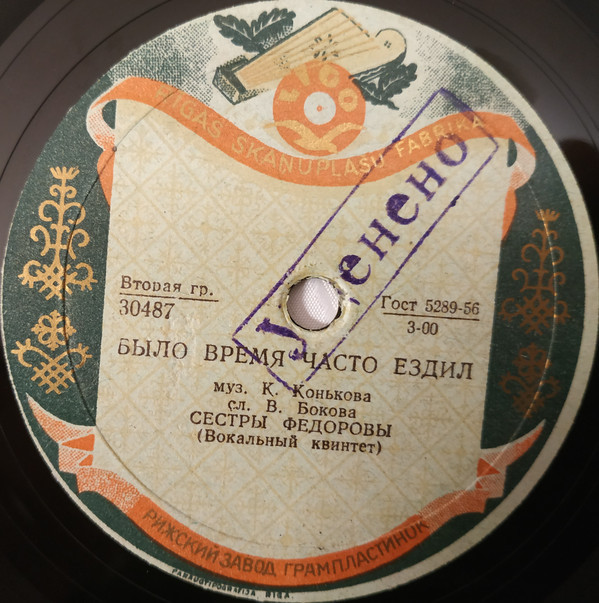 LIGO
RIGAS SKAŅUPLAŠU FABRIKA
Уценено
Вторая гр.
30487
Гост 5289-56
3-00
БЫЛО ВРЕМЯ ЧАСТО ЕЗДИЛ
муз. К. Конькова
сл. В. Бокова
СЕСТРЫ ФЕДОРОВЫ
(Вокальный квинтет)
РИЖСКИЙ ЗАВОД ГРАМПЛАСТИНОК